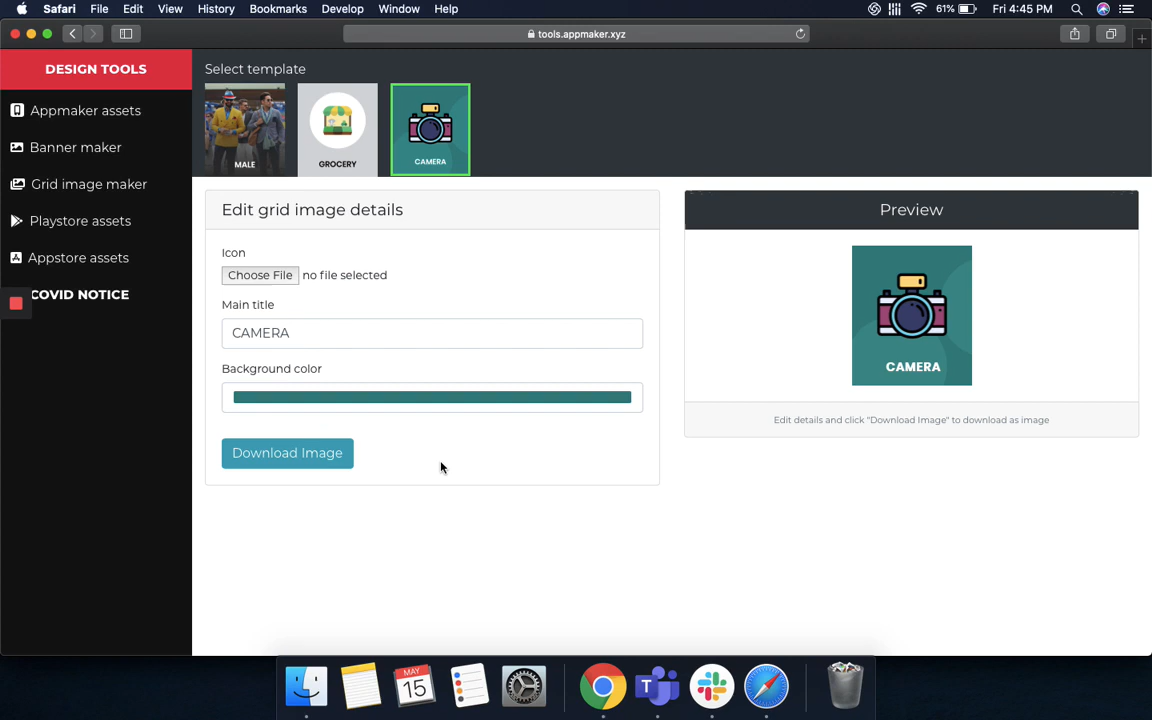 Safari File Edit View History Bookmarks Develop Window Help 61% Fri 4:45 PM
tools.appmaker.xyz
DESIGN TOOLS
Appmaker assets
Banner maker
Grid image maker
Playstore assets
Appstore assets
COVID NOTICE
Select template
MALE
GROCERY
CAMERA
Edit grid image details
Icon
Choose File no file selected
Main title
CAMERA
Background color
Download Image
Preview
CAMERA
Edit details and click "Download Image" to download as image
MAY
15